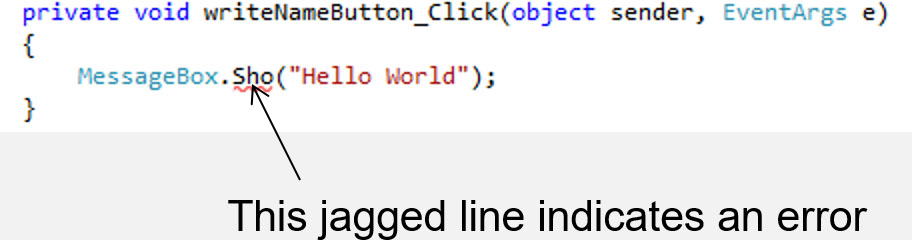 private void writeNameButton_Click(object sender, EventArgs e)
{
MessageBox.Sho("Hello World");
}
This jagged line indicates an error